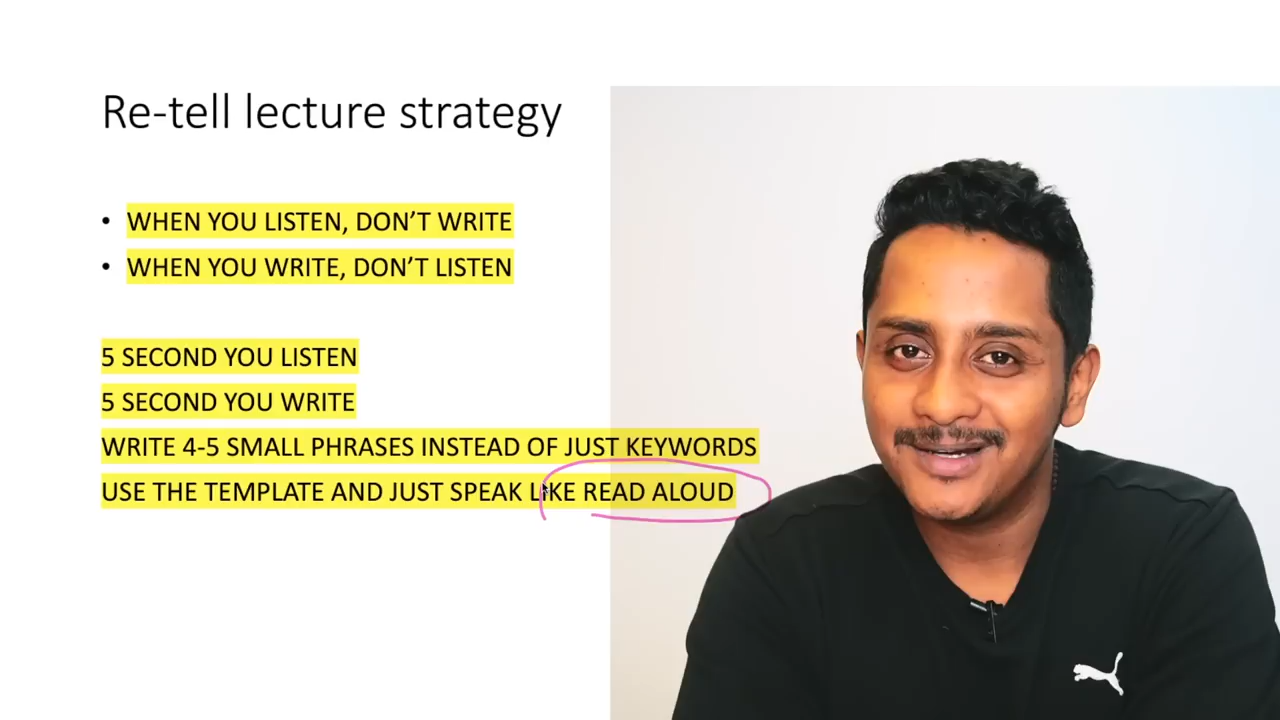 Re-tell lecture strategy
• WHEN YOU LISTEN, DON’T WRITE
• WHEN YOU WRITE, DON’T LISTEN
5 SECOND YOU LISTEN
5 SECOND YOU WRITE
WRITE 4-5 SMALL PHRASES INSTEAD OF JUST KEYWORDS
USE THE TEMPLATE AND JUST SPEAK LIKE READ ALOUD